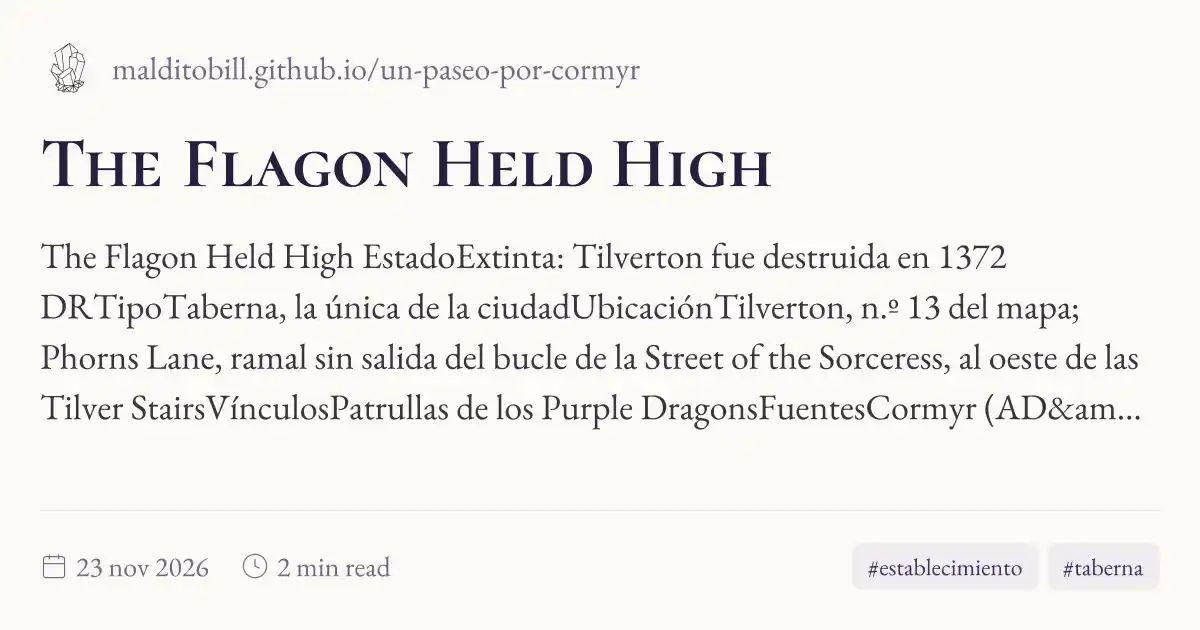 malditobill.github.io/un-paseo-por-cormyr
The Flagon Held High
The Flagon Held High EstadoExtinta: Tilverton fue destruida en 1372
DRTipoTaberna, la única de la ciudadUbicaciónTilverton, n.º 13 del mapa;
Phorns Lane, ramal sin salida del bucle de la Street of the Sorceress, al oeste de las
Tilver StairsVínculosPatrullas de los Purple DragonsFuentesCormyr (AD&am...
23 nov 2026
2 min read
#establecimiento
#taberna